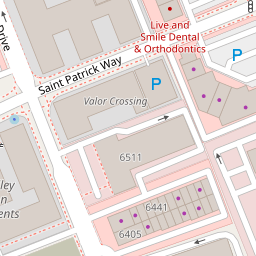 Drive
Live and
Smile Dental
& Orthodontics
P
Saint Patrick Way
P
Valor Crossing
6511
6441
6405